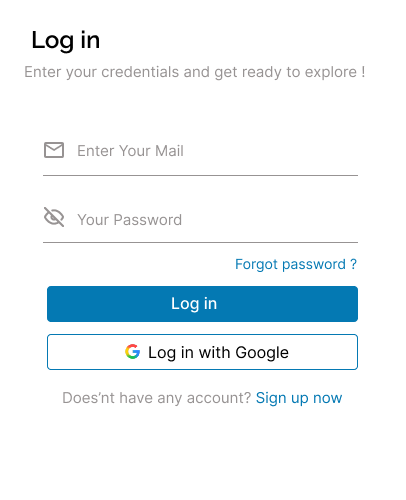 Log in
Enter your credentials and get ready to explore !
Enter Your Mail
Your Password
Forgot password ?
Log in
Log in with Google
Does'nt have any account? Sign up now